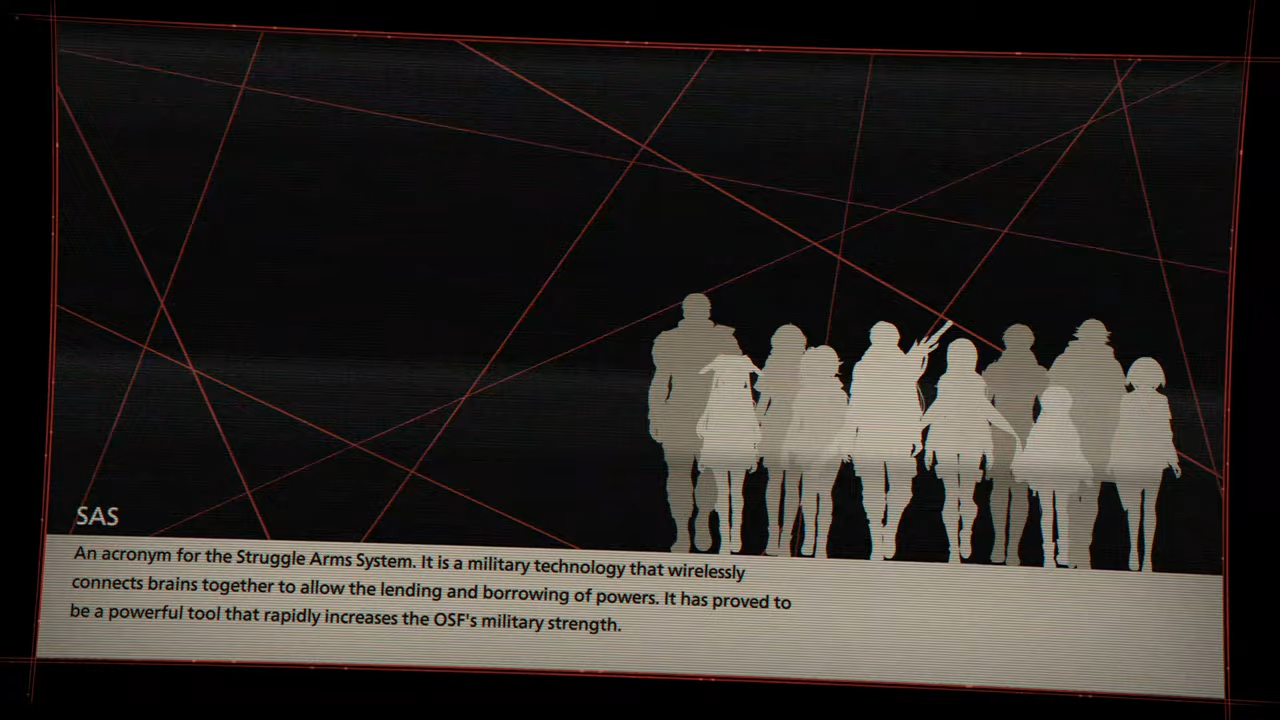 SAS
An acronym for the Struggle Arms System. It is a military technology that wirelessly
connects brains together to allow the lending and borrowing of powers. It has proved to
be a powerful tool that rapidly increases the OSF's military strength.